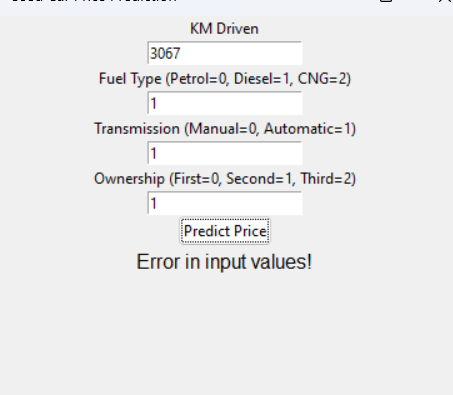 KM Driven
3067
Fuel Type (Petrol=0, Diesel=1, CNG=2)
1
Transmission (Manual=0, Automatic=1)
1
Ownership (First=0, Second=1, Third=2)
1
Predict Price
Error in input values!